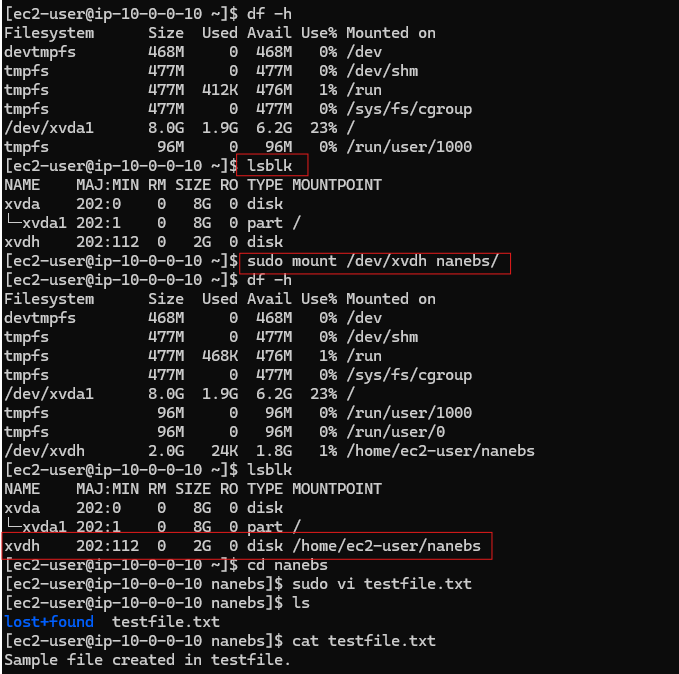 [ec2-user@ip-10-0-0-10 ~]$ df -h
Filesystem      Size  Used Avail Use% Mounted on
devtmpfs        468M     0  468M   0% /dev
tmpfs           477M     0  477M   0% /dev/shm
tmpfs           477M  412K  476M   1% /run
tmpfs           477M     0  477M   0% /sys/fs/cgroup
/dev/xvda1      8.0G  1.9G  6.2G  23% /
tmpfs            96M     0   96M   0% /run/user/1000
[ec2-user@ip-10-0-0-10 ~]$ lsblk
NAME    MAJ:MIN RM SIZE RO TYPE MOUNTPOINT
xvda    202:0    0   8G  0 disk
└─xvda1 202:1    0   8G  0 part /
xvdh    202:112  0   2G  0 disk
[ec2-user@ip-10-0-0-10 ~]$ sudo mount /dev/xvdh nanebs/
[ec2-user@ip-10-0-0-10 ~]$ df -h
Filesystem      Size  Used Avail Use% Mounted on
devtmpfs        468M     0  468M   0% /dev
tmpfs           477M     0  477M   0% /dev/shm
tmpfs           477M  468K  476M   1% /run
tmpfs           477M     0  477M   0% /sys/fs/cgroup
/dev/xvda1      8.0G  1.9G  6.2G  23% /
tmpfs            96M     0   96M   0% /run/user/1000
tmpfs            96M     0   96M   0% /run/user/0
/dev/xvdh       2.0G   24K  1.8G   1% /home/ec2-user/nanebs
[ec2-user@ip-10-0-0-10 ~]$ lsblk
NAME    MAJ:MIN RM SIZE RO TYPE MOUNTPOINT
xvda    202:0    0   8G  0 disk
└─xvda1 202:1    0   8G  0 part /
xvdh    202:112  0   2G  0 disk /home/ec2-user/nanebs
[ec2-user@ip-10-0-0-10 ~]$ cd nanebs
[ec2-user@ip-10-0-0-10 nanebs]$ sudo vi testfile.txt
[ec2-user@ip-10-0-0-10 nanebs]$ ls
lost+found  testfile.txt
[ec2-user@ip-10-0-0-10 nanebs]$ cat testfile.txt
Sample file created in testfile.